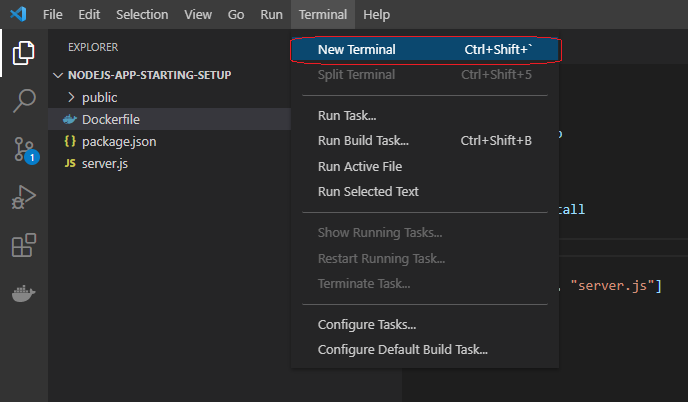 File Edit Selection View Go Run Terminal Help
EXPLORER
NODEJS-APP-STARTING-SETUP
public
Dockerfile
{ } package.json
JS server.js
1
New Terminal Ctrl+Shift+`
Split Terminal Ctrl+Shift+5
Run Task...
Run Build Task... Ctrl+Shift+B
Run Active File
Run Selected Text
Show Running Tasks...
Restart Running Task...
Terminate Task...
Configure Tasks...
Configure Default Build Task...
, "server.js"]